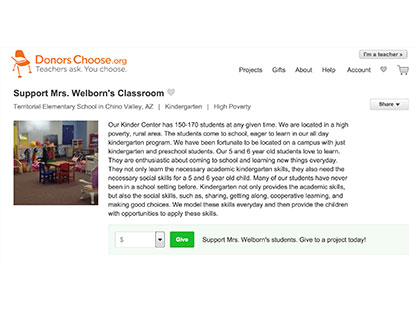 I'm a teacher >
DonorsChoose.org
Teachers ask. You choose.
Projects Gifts About Help Account
Support Mrs. Welborn's Classroom
Territorial Elementary School in Chino Valley, AZ | Kindergarten | High Poverty
Share
Our Kinder Center has 150-170 students at any given time. We are located in a high
poverty, rural area. The students come to school, eager to learn in our all day
kindergarten program. We have been fortunate to be located on a campus with just
kindergarten and preschool students. Our 5 and 6 year old students love to learn.
They are enthusiastic about coming to school and learning new things everyday.
They not only learn the necessary academic kindergarten skills, they also need the
necessary social skills for a 5 and 6 year old child. Many of our students have never
been in a school setting before. Kindergarten not only provides the academic skills,
but also the social skills, such as, sharing, getting along, cooperative learning, and
making good choices. We model these skills everyday and then provide the children
with opportunities to apply these skills.
$ Give Support Mrs. Welborn's students. Give to a project today!